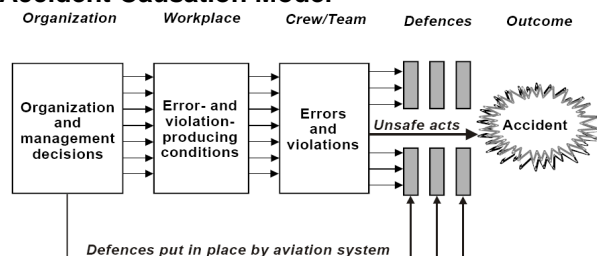 Accident Causation Model
Organization Workplace Crew/Team Defences Outcome
Organization
and
management
decisions
Error- and
violation-
producing
conditions
Errors
and
violations
Unsafe acts
Accident
Defences put in place by aviation system